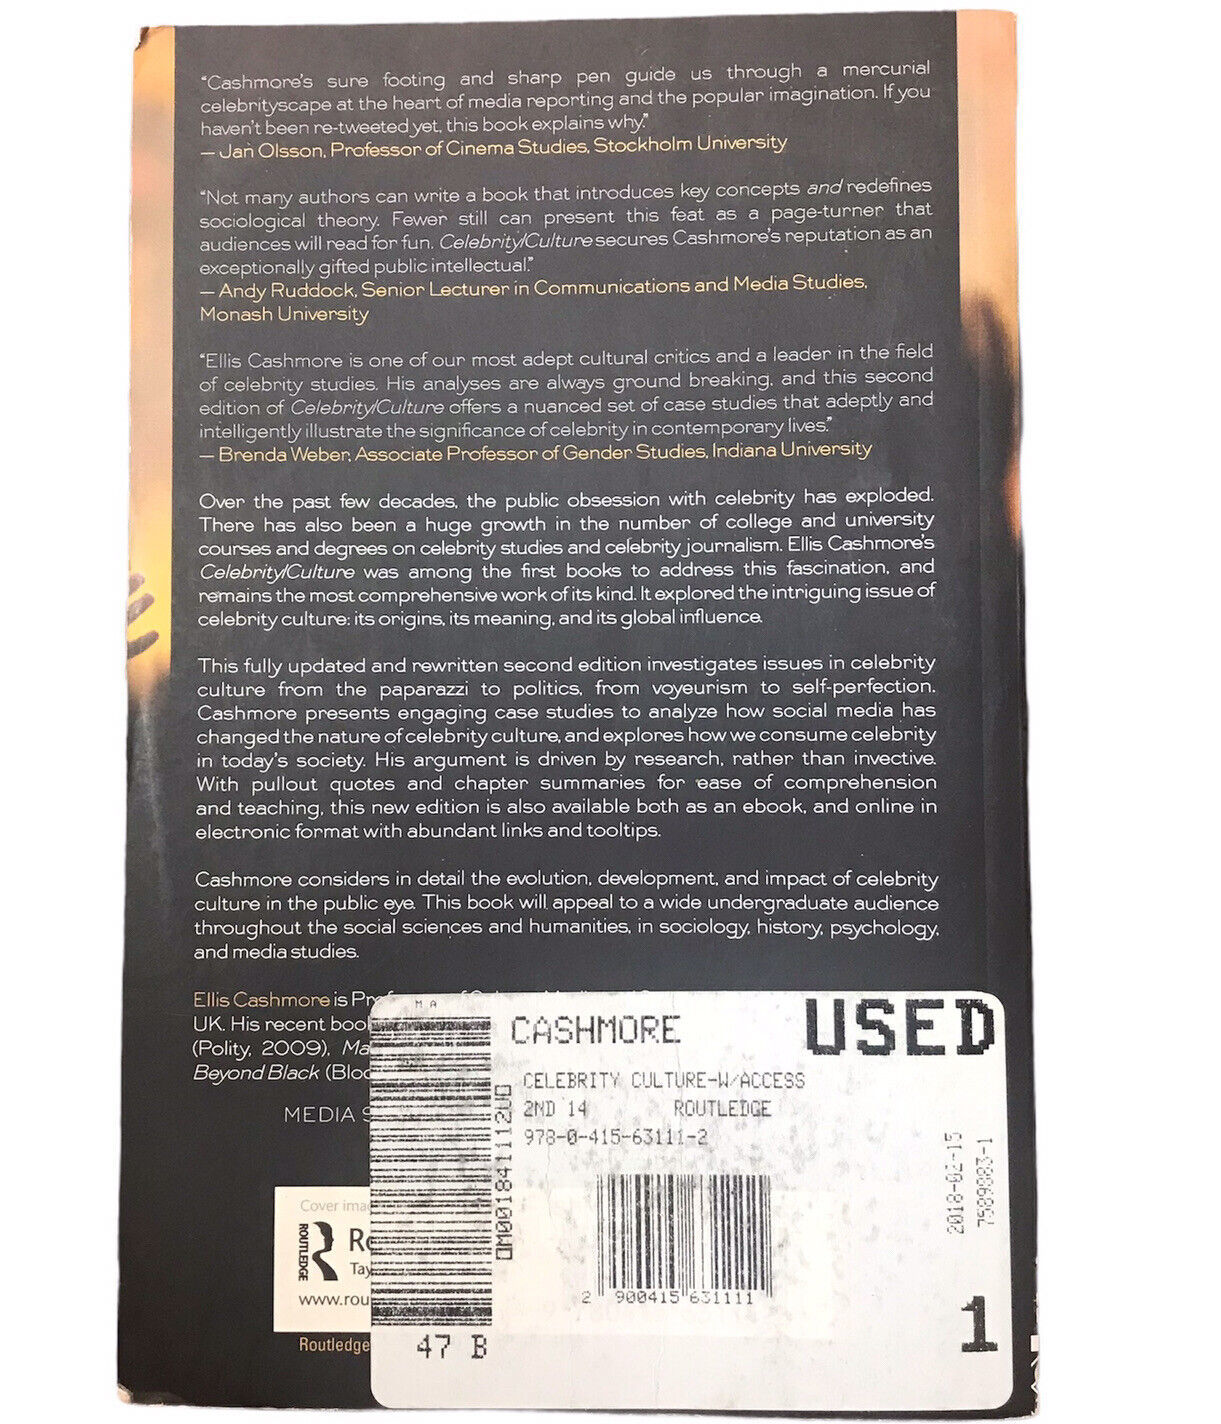 “Cashmore’s sure footing and sharp pen guide us through a mercurial
celebrityscape at the heart of media reporting and the popular imagination. If you
haven’t been re-tweeted yet, this book explains why.”
— Jan Olsson, Professor of Cinema Studies, Stockholm University
“Not many authors can write a book that introduces key concepts and redefines
sociological theory. Fewer still can present this feat as a page-turner that
audiences will read for fun. Celebrity/Culture secures Cashmore’s reputation as an
exceptionally gifted public intellectual.”
— Andy Ruddock, Senior Lecturer in Communications and Media Studies,
Monash University
“Ellis Cashmore is one of our most adept cultural critics and a leader in the field
of celebrity studies. His analyses are always ground breaking, and this second
edition of Celebrity/Culture offers a nuanced set of case studies that adeptly and
intelligently illustrate the significance of celebrity in contemporary lives.”
— Brenda Weber, Associate Professor of Gender Studies, Indiana University
Over the past few decades, the public obsession with celebrity has exploded.
There has also been a huge growth in the number of college and university
courses and degrees on celebrity studies and celebrity journalism. Ellis Cashmore’s
Celebrity/Culture was among the first books to address this fascination, and
remains the most comprehensive work of its kind. It explored the intriguing issue of
celebrity culture: its origins, its meaning, and its global influence.
This fully updated and rewritten second edition investigates issues in celebrity
culture from the paparazzi to politics, from voyeurism to self-perfection.
Cashmore presents engaging case studies to analyze how social media has
changed the nature of celebrity culture, and explores how we consume celebrity
in today’s society. His argument is driven by research, rather than invective.
With pullout quotes and chapter summaries for ease of comprehension
and teaching, this new edition is also available both as an ebook, and online in
electronic format with abundant links and tooltips.
Cashmore considers in detail the evolution, development, and impact of celebrity
culture in the public eye. This book will appeal to a wide undergraduate audience
throughout the social sciences and humanities, in sociology, history, psychology,
and media studies.
Ellis Cashmore is
UK. His recent
(Polity, 2009),
Beyond Black
MEDIA
Cover
ROUTLEDGE
www.rou
Routledge
M A
CASHMORE
USED
CELEBRITY CULTURE-W/ACCESS
2ND 14 ROUTLEDGE
978-0-415-63111-2
OM001841112U0
2 900415 631111
47 B
2018-02-15
7589883-1
1